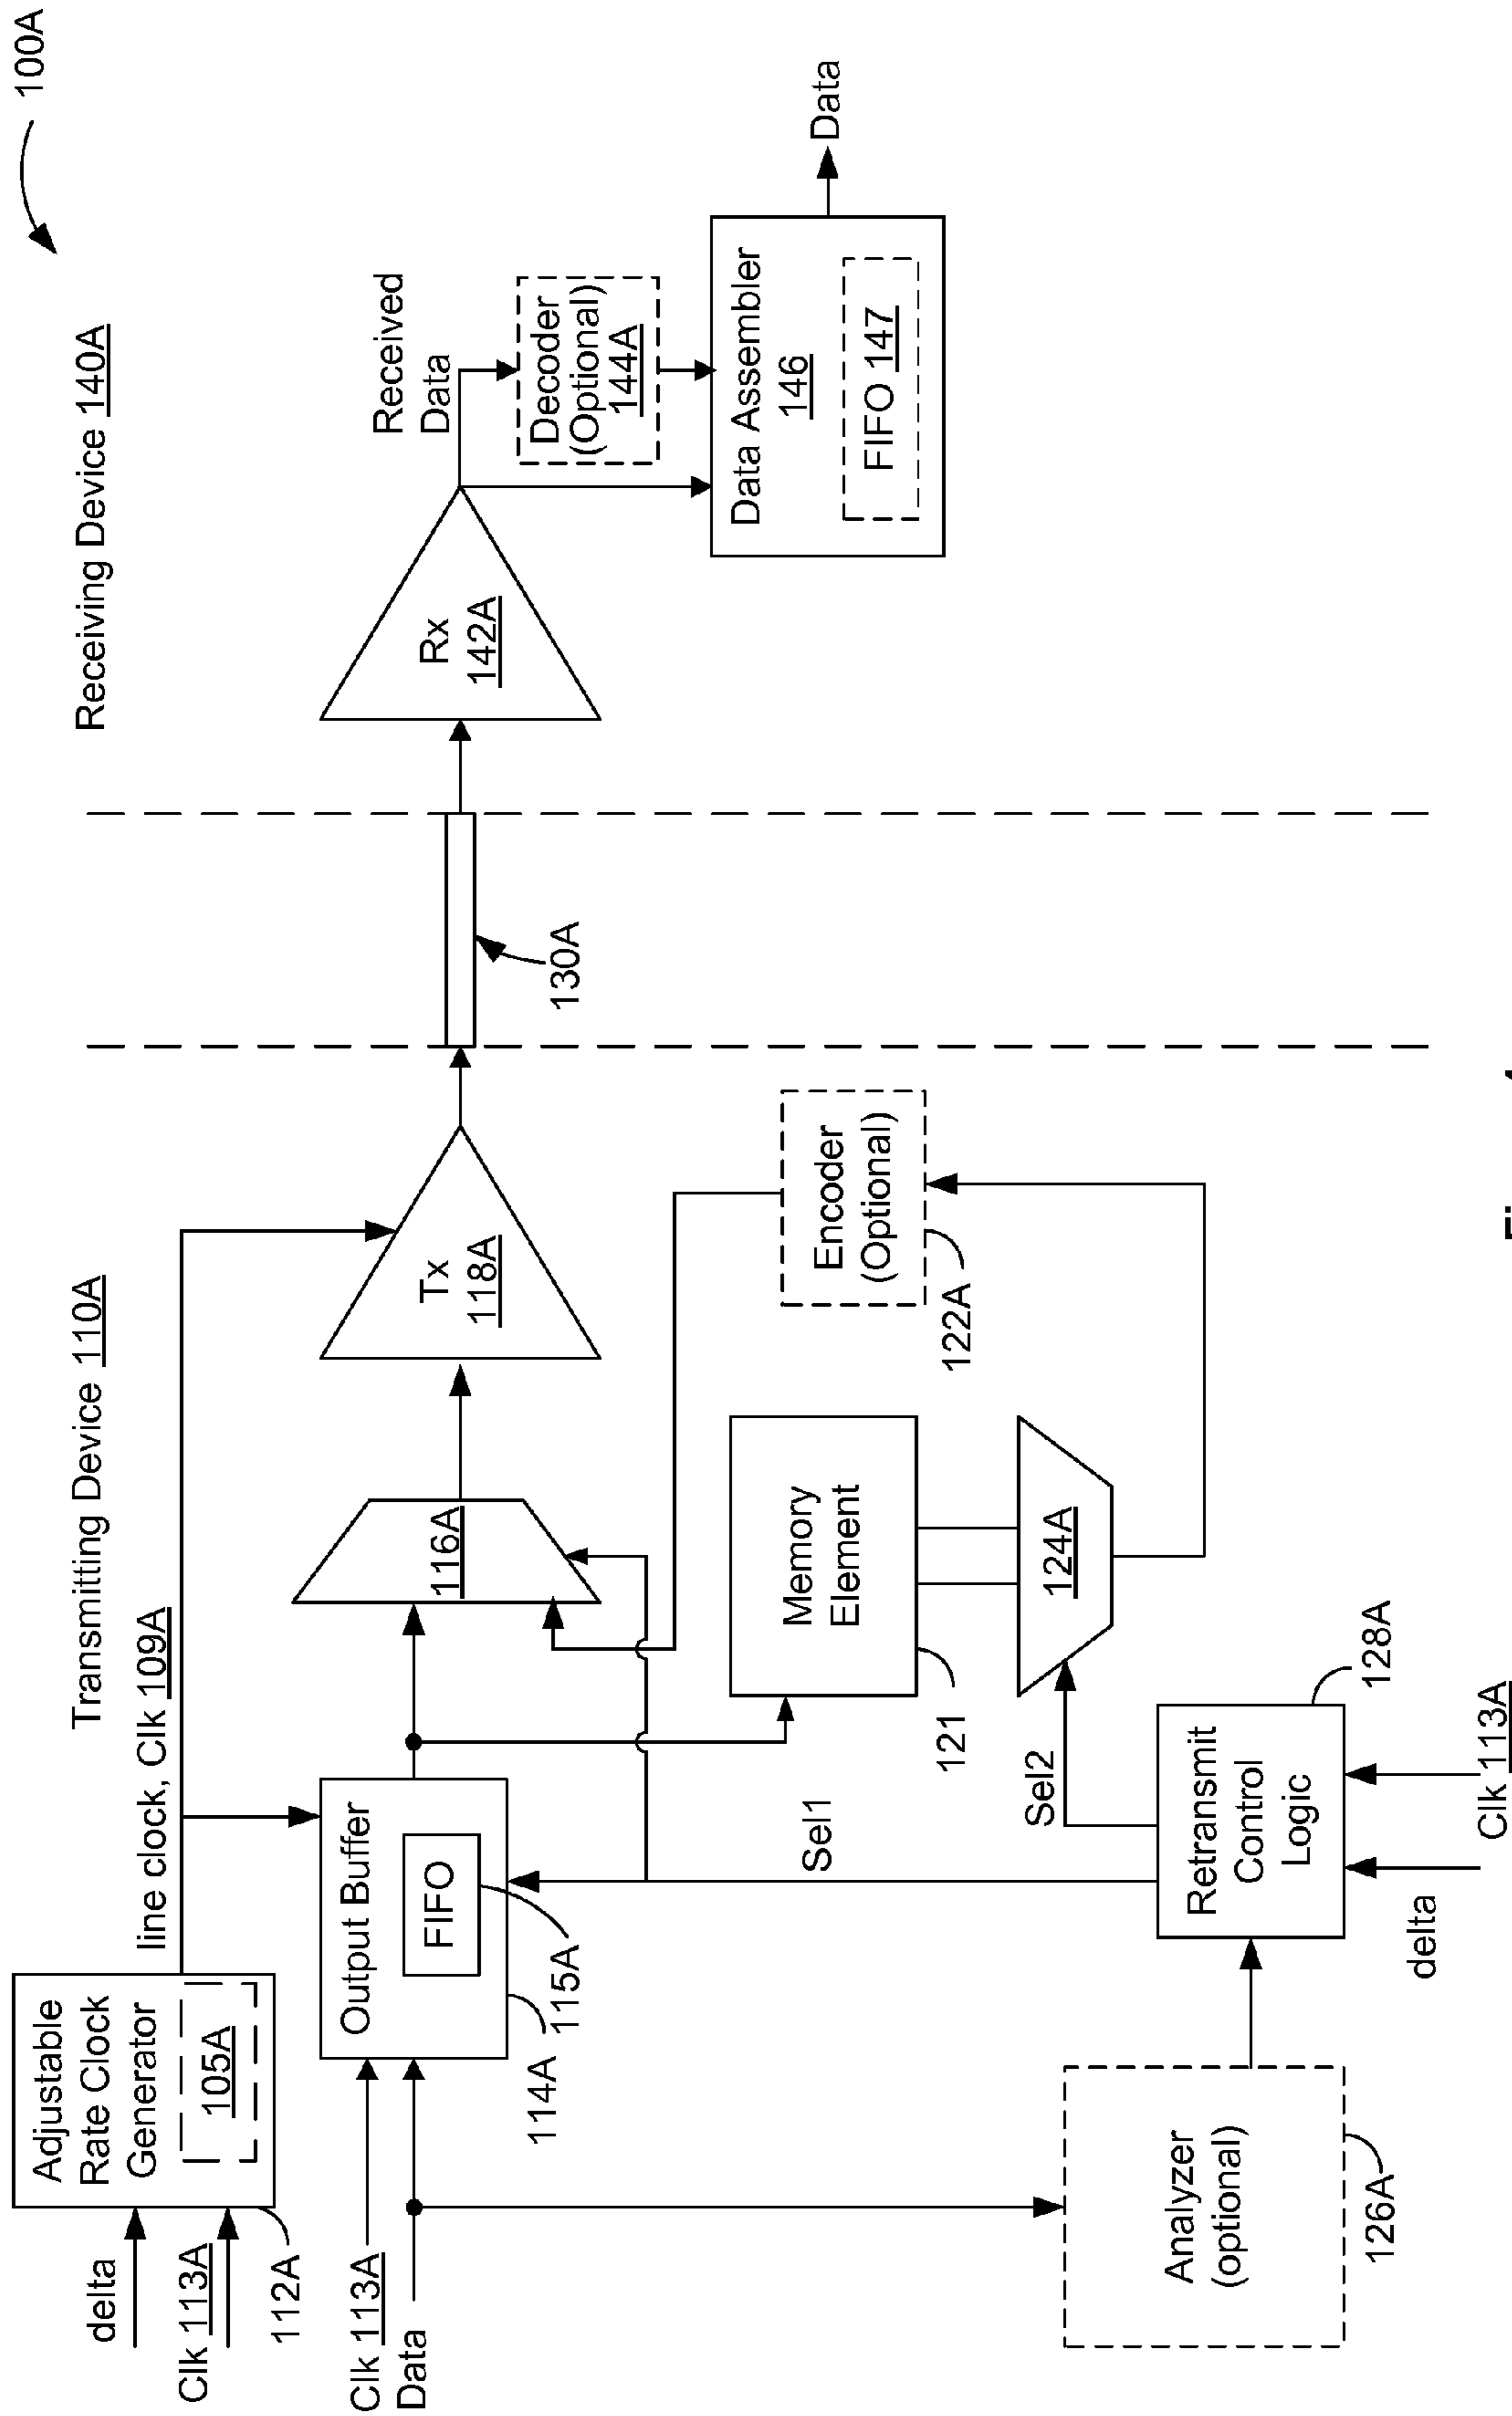 100A
Transmitting Device 110A
Receiving Device 140A
Adjustable
Rate Clock
Generator
105A
delta
Clk 113A
112A
line clock, Clk 109A
Clk 113A
Data
Output Buffer
FIFO
114A
115A
116A
Tx
118A
130A
Rx
142A
Received
Data
Decoder
(Optional)
144A
Data Assembler
146
FIFO 147
Data
Memory
Element
121
Encoder
(Optional)
122A
124A
Sel1
Sel2
Retransmit
Control
Logic
128A
delta
Clk 113A
Analyzer
(optional)
126A